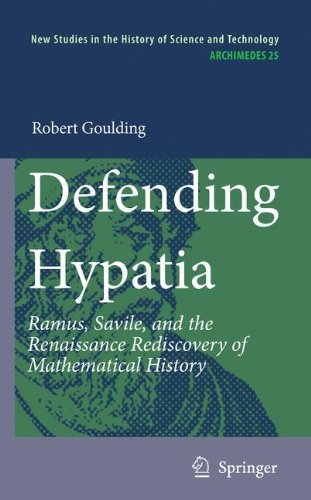 New Studies in the History of Science and Technology
ARCHIMEDES 25
Robert Goulding
Defending
Hypatia
Ramus, Savile, and the
Renaissance Rediscovery of
Mathematical History
Springer